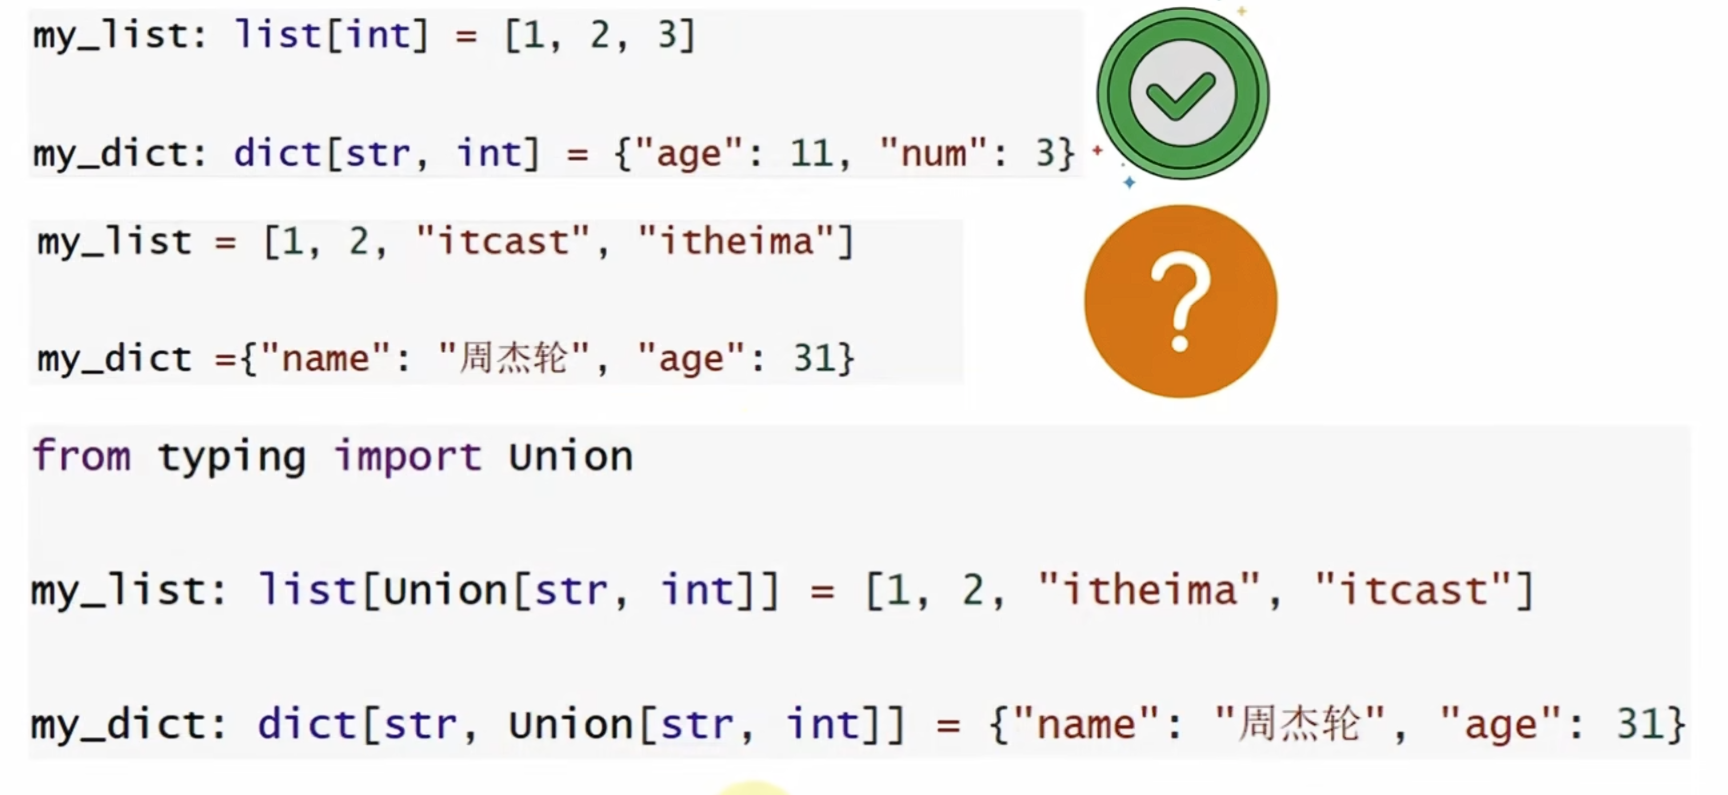 my_list: list[int] = [1, 2, 3]
my_dict: dict[str, int] = {"age": 11, "num": 3}
my_list = [1, 2, "itcast", "itheima"]
my_dict ={"name": "周杰轮", "age": 31}
?
from typing import Union
my_list: list[Union[str, int]] = [1, 2, "itheima", "itcast"]
my_dict: dict[str, Union[str, int]] = {"name": "周杰轮", "age": 31}